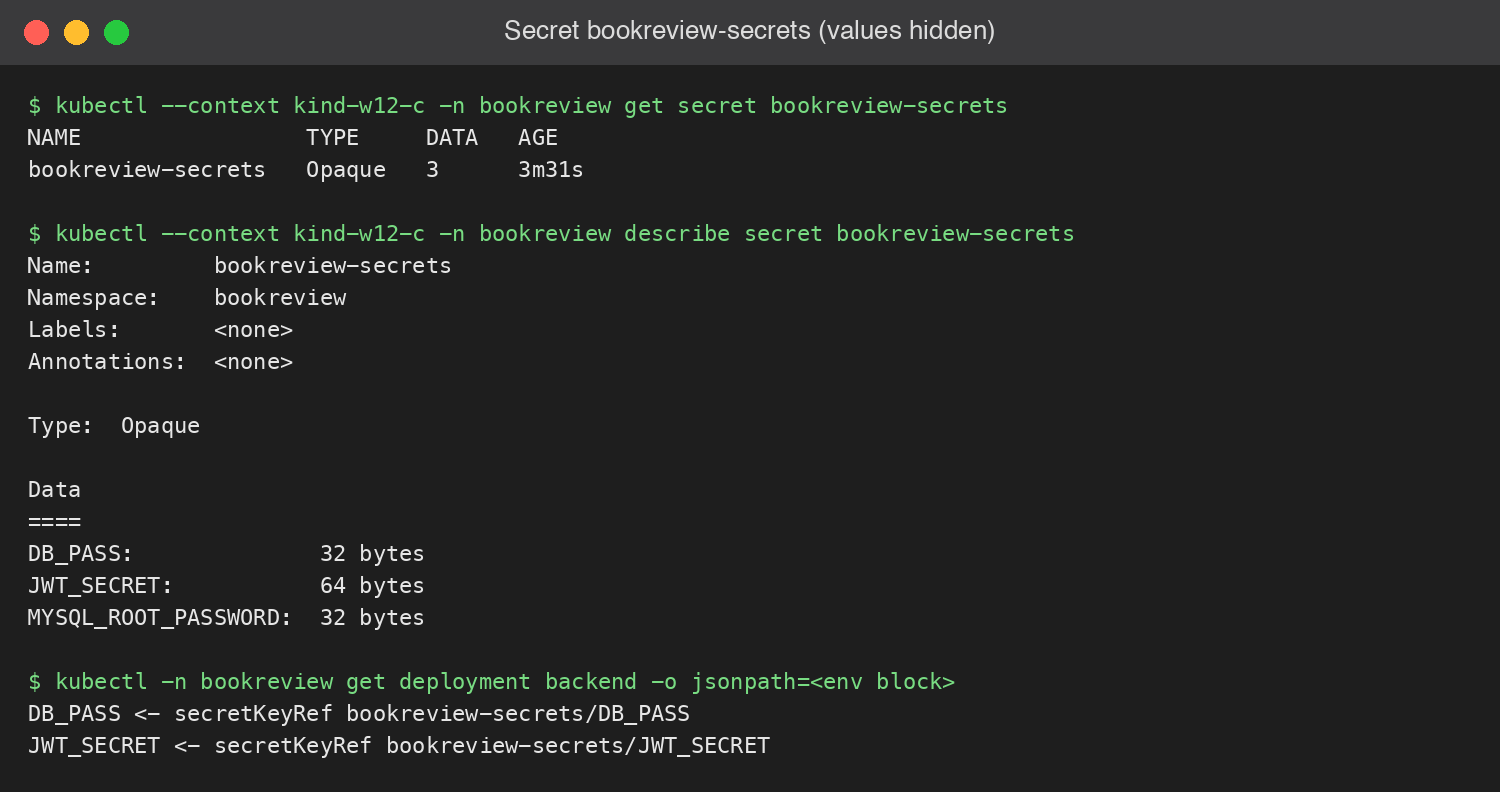 Secret bookreview-secrets (values hidden)
$ kubectl --context kind-w12-c -n bookreview get secret bookreview-secrets
NAME                 TYPE     DATA   AGE
bookreview-secrets   Opaque   3      3m31s
$ kubectl --context kind-w12-c -n bookreview describe secret bookreview-secrets
Name:         bookreview-secrets
Namespace:    bookreview
Labels:       <none>
Annotations:  <none>
Type:  Opaque
Data
====
DB_PASS:              32 bytes
JWT_SECRET:           64 bytes
MYSQL_ROOT_PASSWORD:  32 bytes
$ kubectl -n bookreview get deployment backend -o jsonpath=<env block>
DB_PASS <- secretKeyRef bookreview-secrets/DB_PASS
JWT_SECRET <- secretKeyRef bookreview-secrets/JWT_SECRET